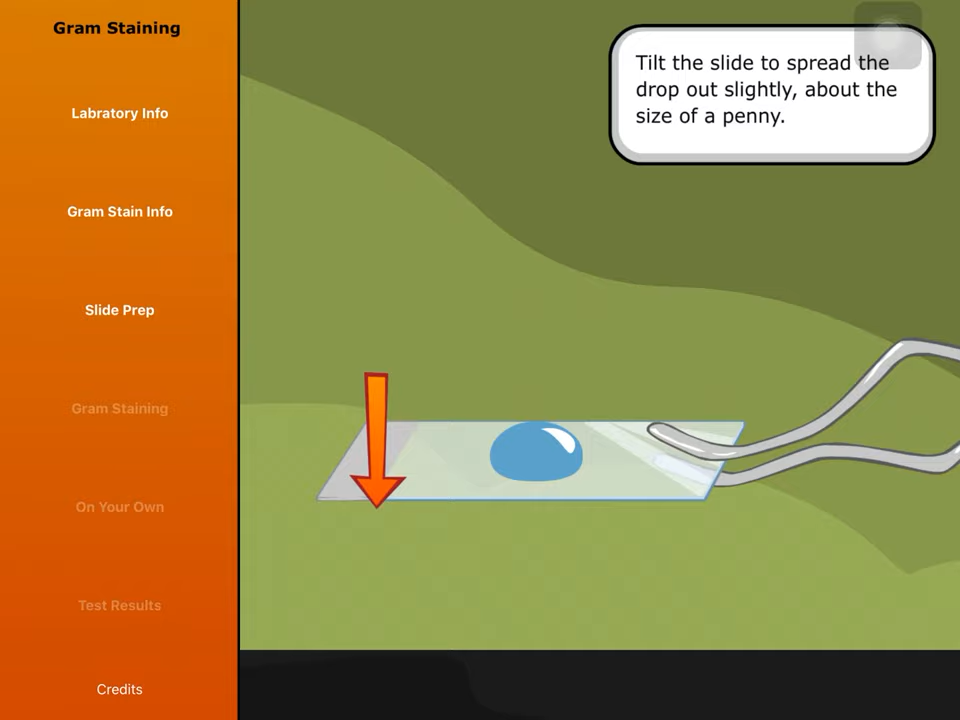 Gram Staining
Labratory Info
Gram Stain Info
Slide Prep
Gram Staining
On Your Own
Test Results
Credits
Tilt the slide to spread the
drop out slightly, about the
size of a penny.